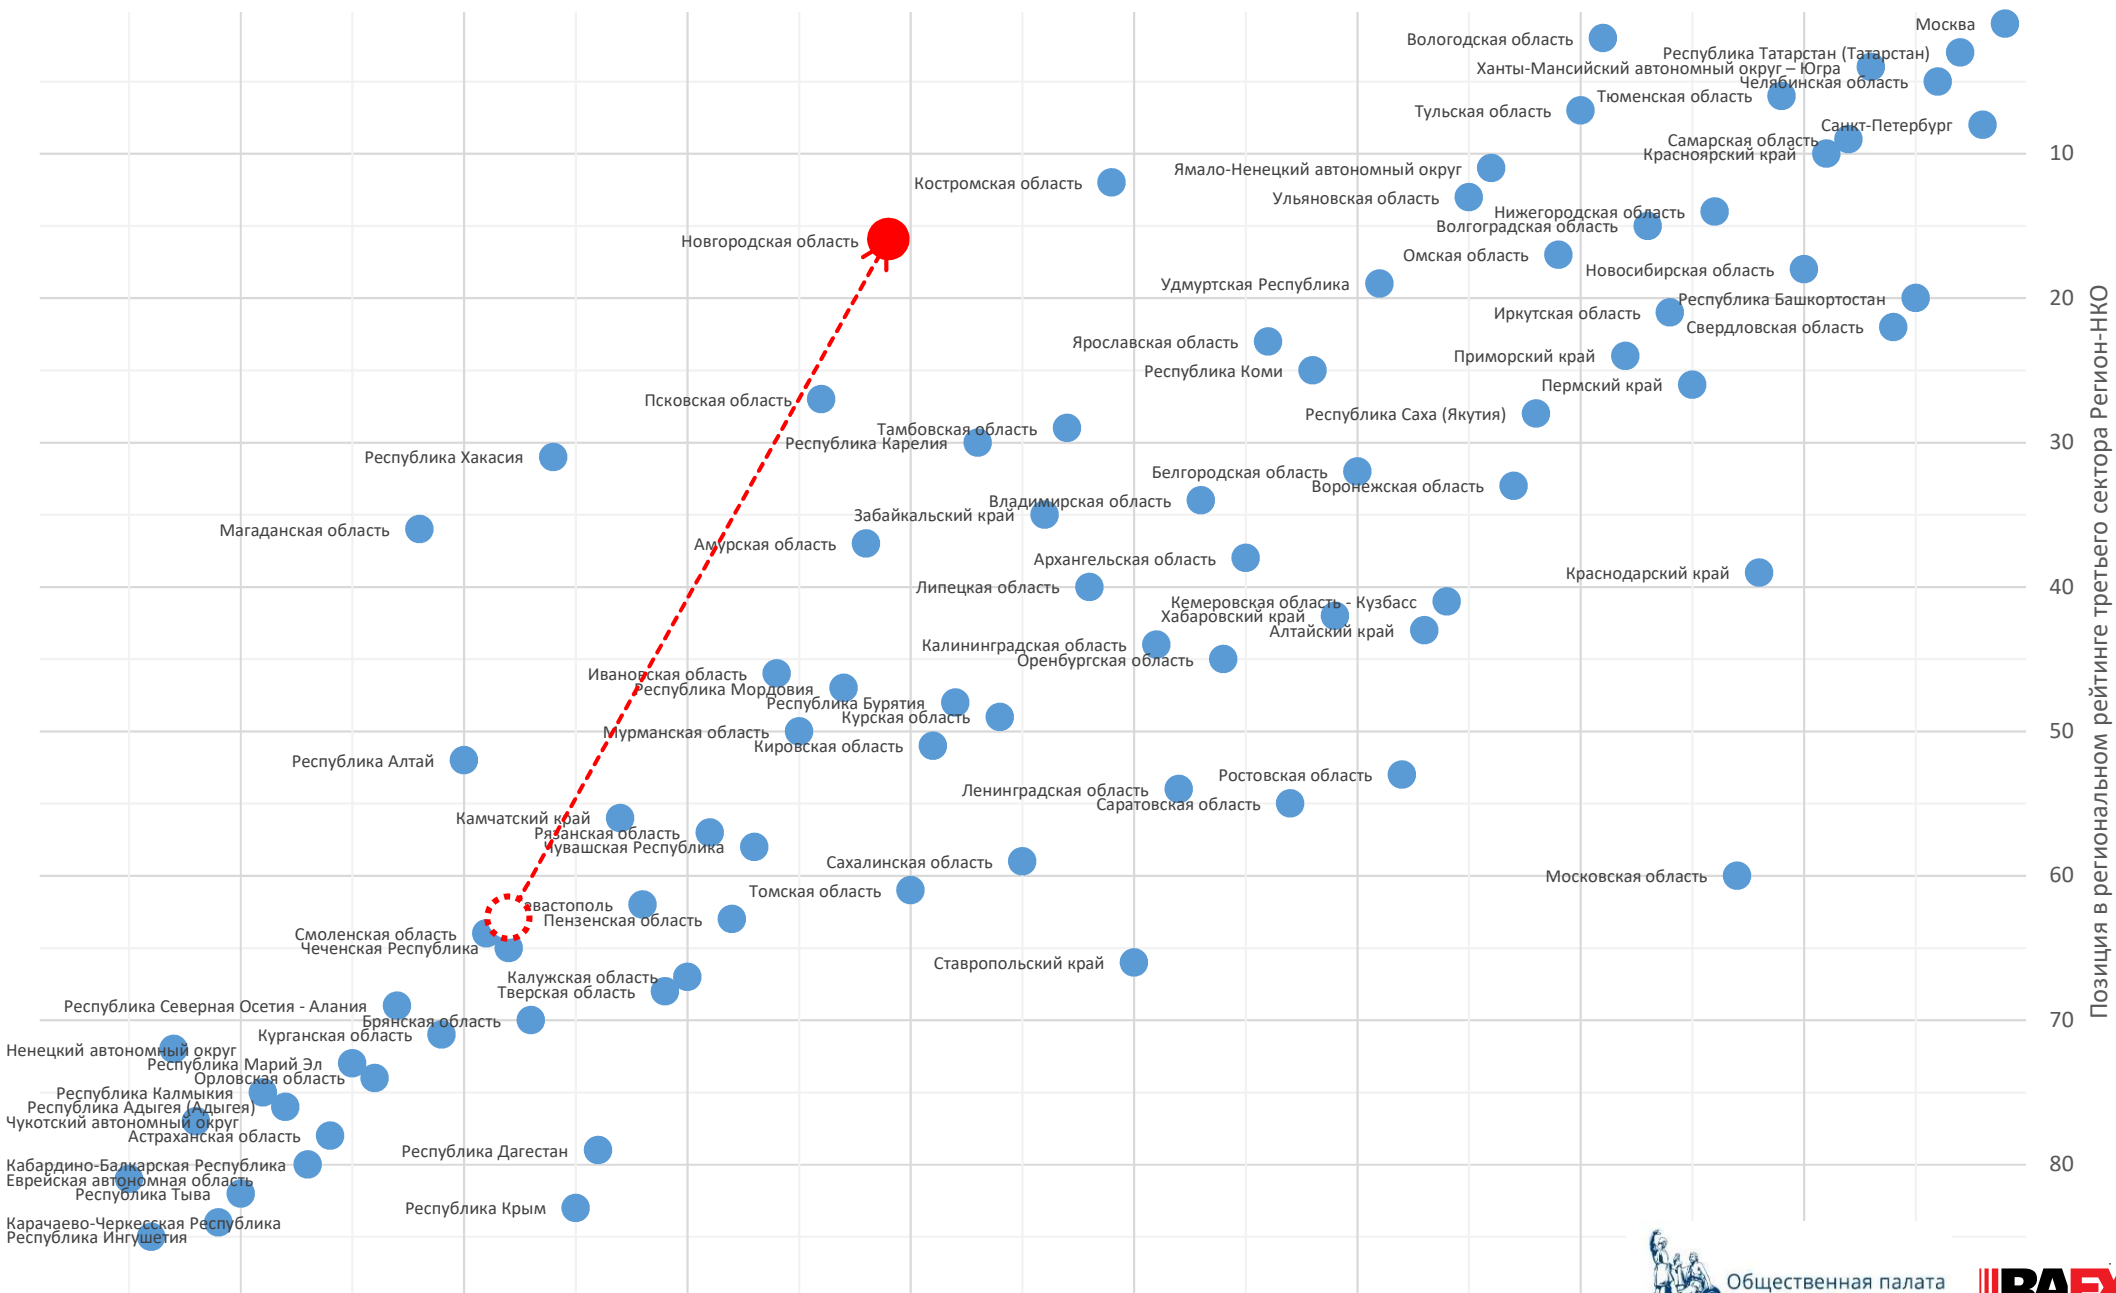 Москва
Вологодская область
Республика Татарстан (Татарстан)
Ханты-Мансийский автономный округ – Югра
Челябинская область
Тюменская область
Тульская область
Санкт-Петербург
Самарская область
Красноярский край
10
Ямало-Ненецкий автономный округ
Костромская область
Ульяновская область
Нижегородская область
Волгоградская область
Новгородская область
Омская область
Новосибирская область
Удмуртская Республика
Республика Башкортостан
20
Иркутская область
Свердловская область
Ярославская область
Приморский край
Республика Коми
Пермский край
Псковская область
Республика Саха (Якутия)
Тамбовская область
Республика Карелия
30
Республика Хакасия
Белгородская область
Воронежская область
Владимирская область
Забайкальский край
Магаданская область
Амурская область
Архангельская область
Краснодарский край
Липецкая область
40
Кемеровская область - Кузбасс
Хабаровский край
Алтайский край
Калининградская область
Оренбургская область
Ивановская область
Республика Мордовия
Республика Бурятия
Курская область
Мурманская область
50
Кировская область
Республика Алтай
Ростовская область
Ленинградская область
Саратовская область
Камчатский край
Рязанская область
Чувашская Республика
Сахалинская область
Московская область
60
Томская область
евастополь
Пензенская область
Смоленская область
Чеченская Республика
Ставропольский край
Калужская область
Тверская область
Республика Северная Осетия - Алания
Брянская область
70
Курганская область
Ненецкий автономный округ
Республика Марий Эл
Орловская область
Республика Калмыкия
Республика Адыгея (Адыгея)
Чукотский автономный округ
Астраханская область
Республика Дагестан
Кабардино-Балкарская Республика
80
Еврейская автономная область
Республика Тыва
Республика Крым
Карачаево-Черкесская Республика
Республика Ингушетия
Позиция в региональном рейтинге третьего сектора Регион-НКО
Общественная палата
RAEX